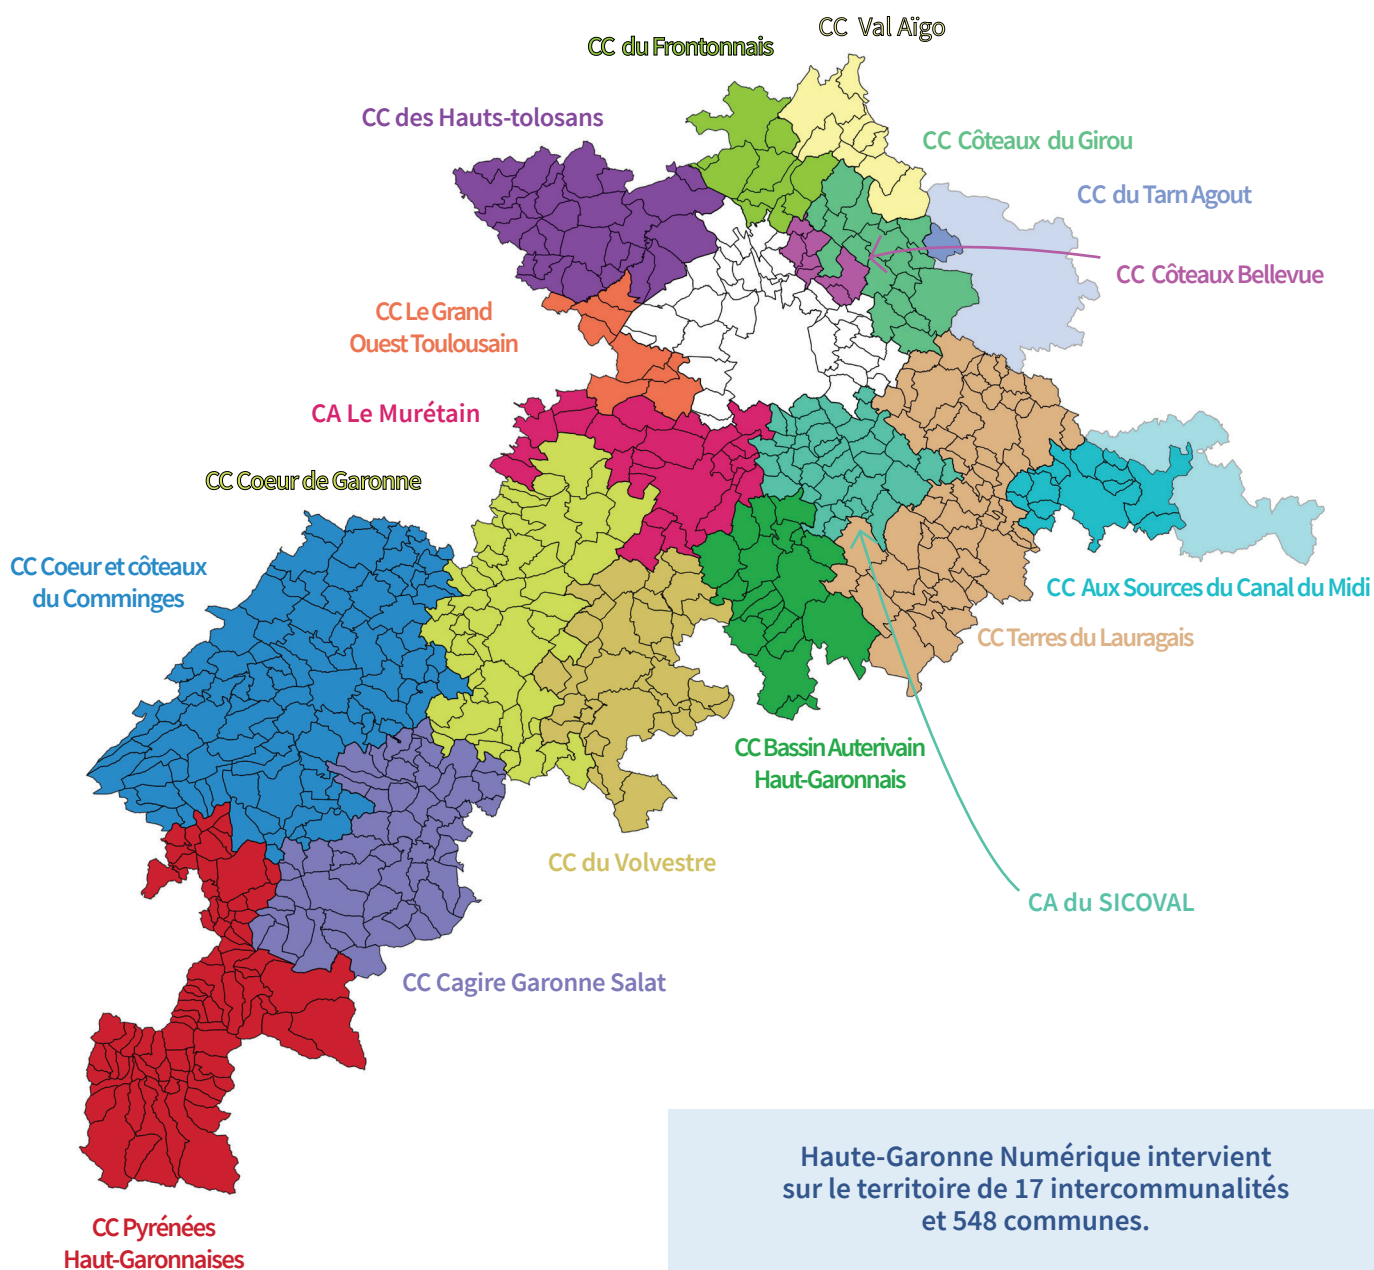 CC Val Aïgo
CC du Frontonnais
CC des Hauts-tolosans
CC Côteaux du Girou
CC du Tarn Agout
CC Côteaux Bellevue
CC Le Grand
Ouest Toulousain
CA Le Murétain
CC Coeur de Garonne
CC Coeur et côteaux
du Comminges
CC Aux Sources du Canal du Midi
CC Terres du Lauragais
CC Bassin Auterivain
Haut-Garonnais
CC du Volvestre
CA du SICOVAL
CC Cagire Garonne Salat
Haute-Garonne Numérique intervient
sur le territoire de 17 intercommunalités
et 548 communes.
CC Pyrénées
Haut-Garonnaises